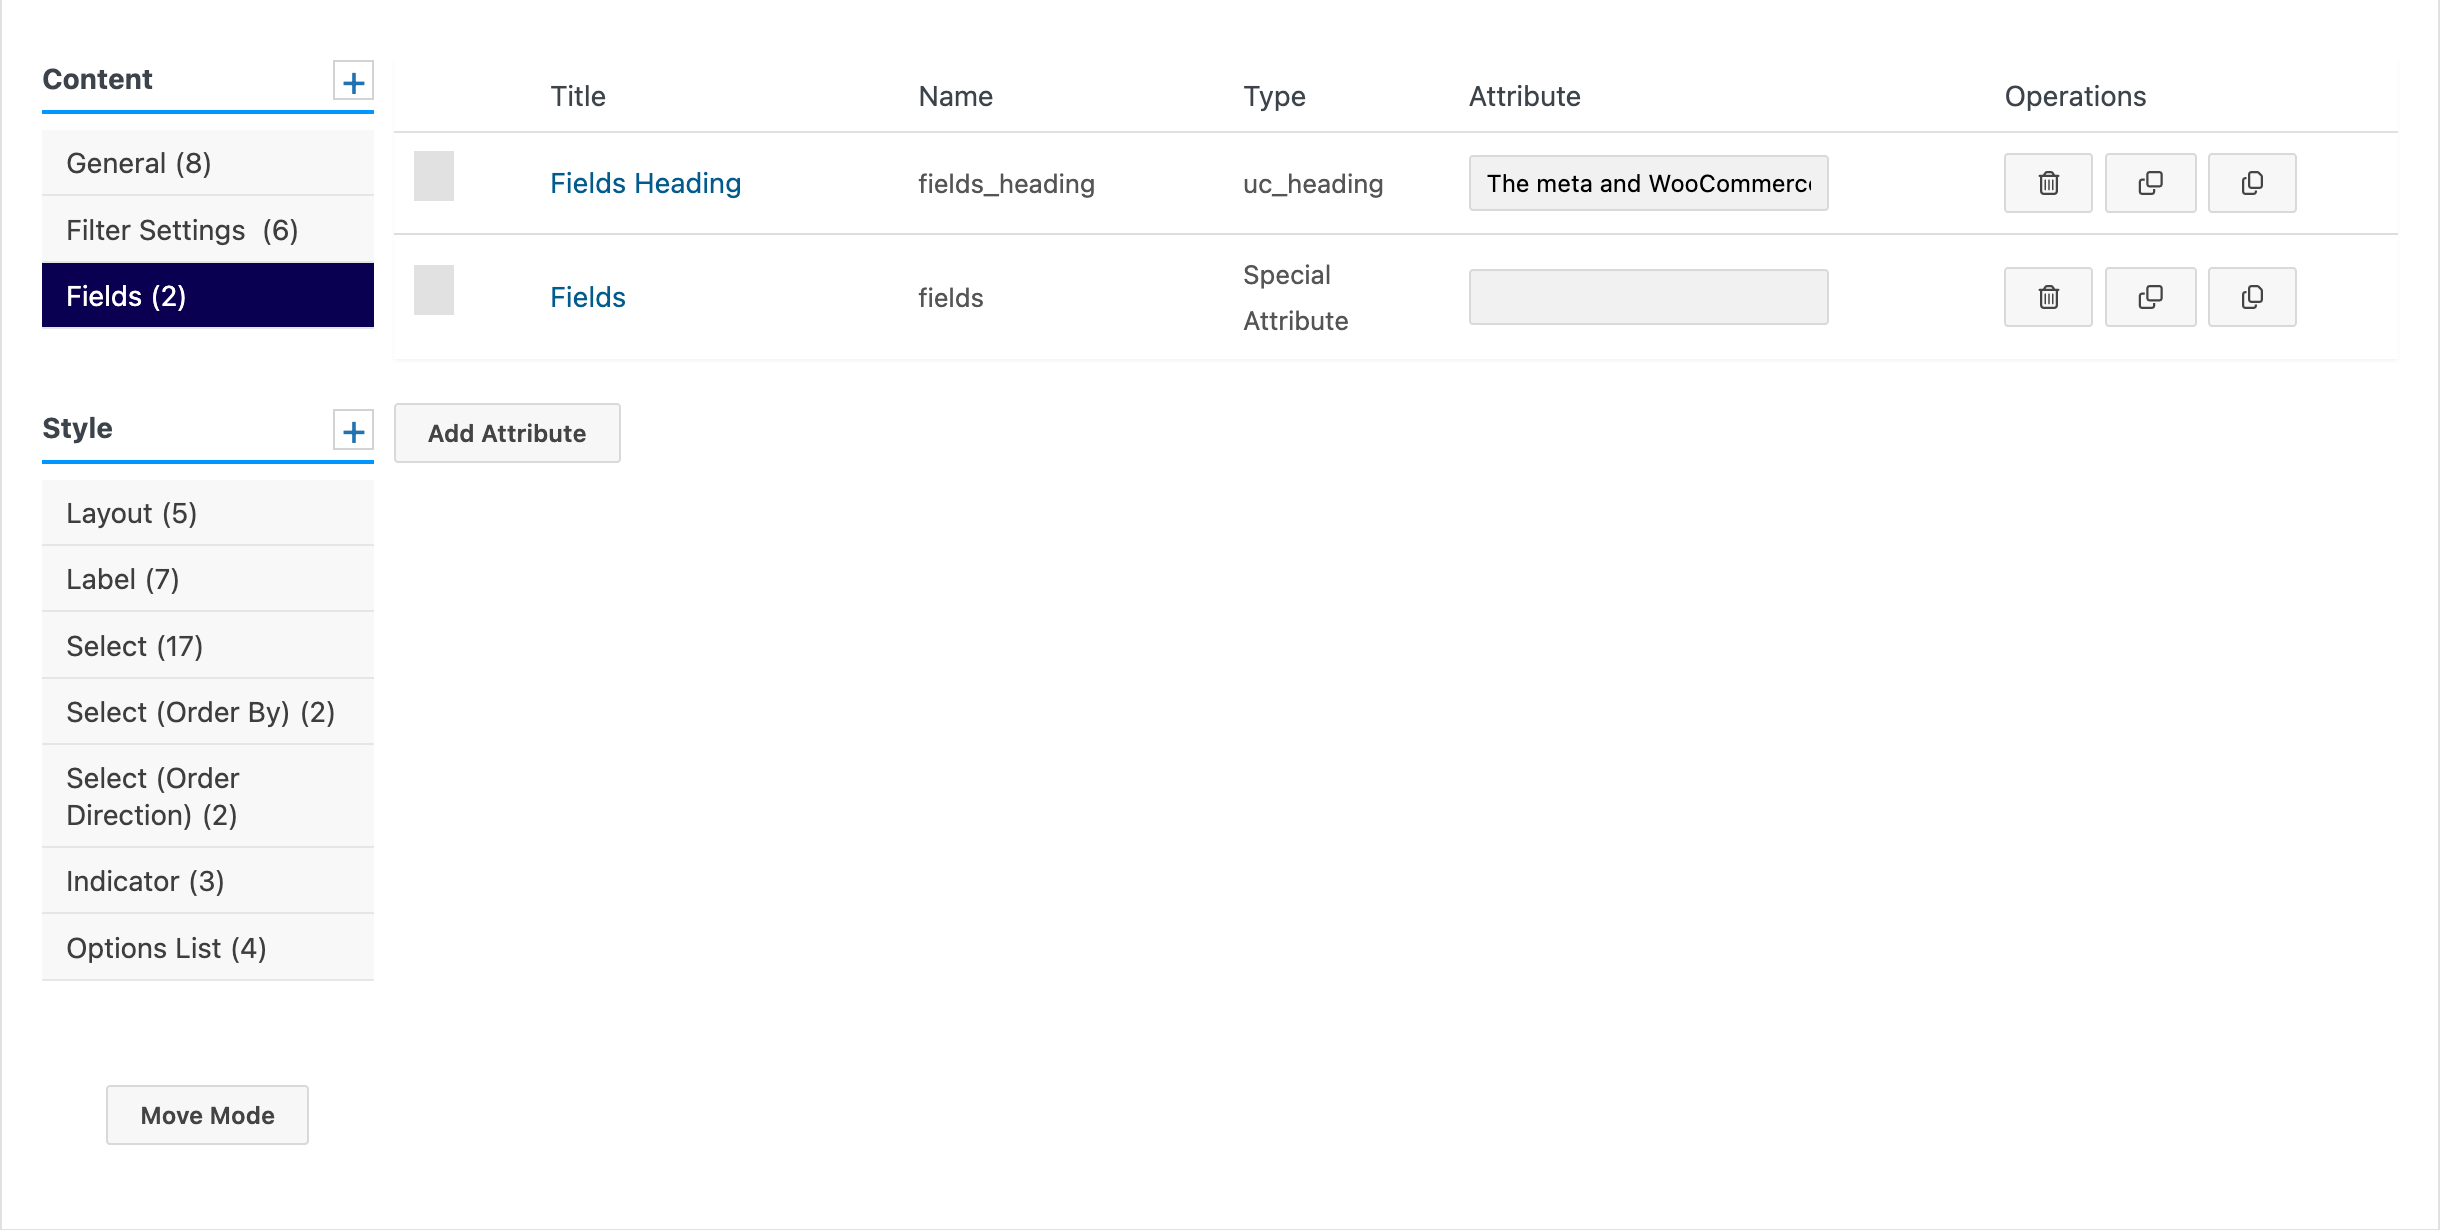 Content
+
General (8)
Filter Settings (6)
Fields (2)
Style
+
Layout (5)
Label (7)
Select (17)
Select (Order By) (2)
Select (Order
Direction) (2)
Indicator (3)
Options List (4)
Move Mode
Title Name Type Attribute Operations
Fields Heading fields_heading uc_heading The meta and WooCommerc
Fields fields Special
Attribute
Add Attribute